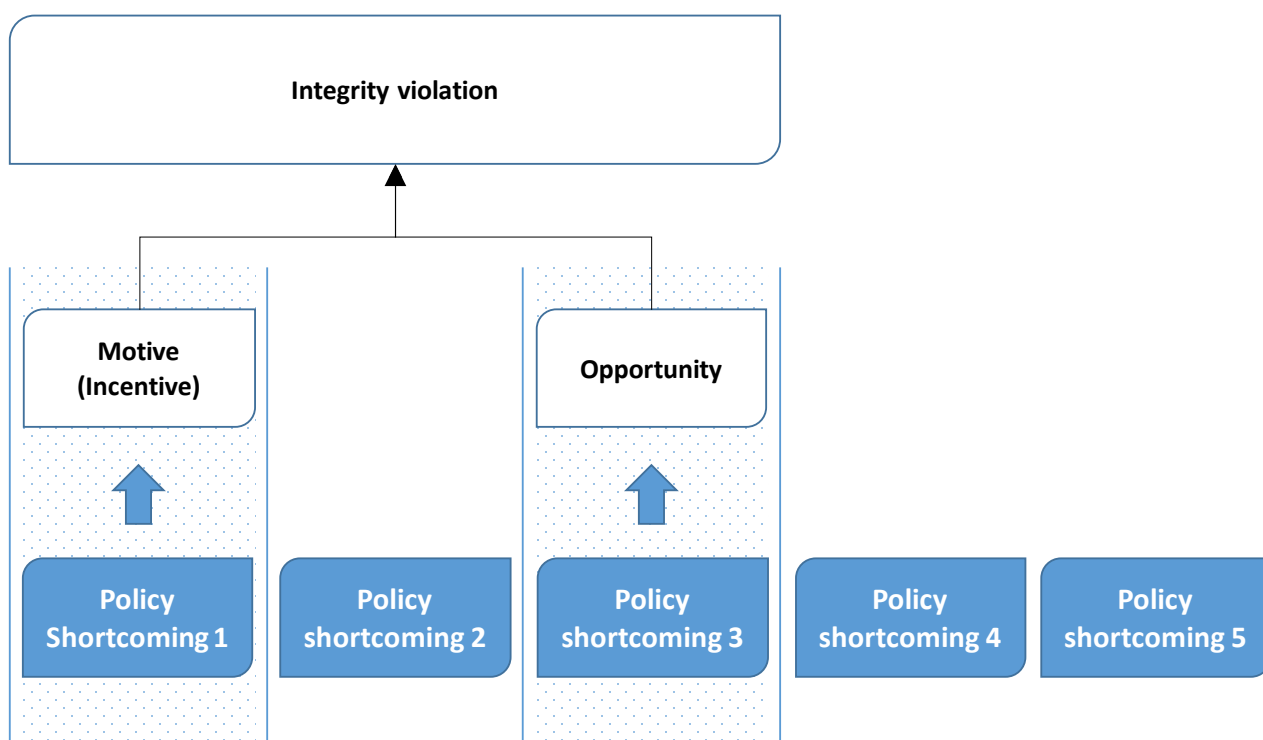 Integrity violation
Motive
(Incentive)
Opportunity
Policy
Shortcoming 1
Policy
shortcoming 2
Policy
shortcoming 3
Policy
shortcoming 4
Policy
shortcoming 5